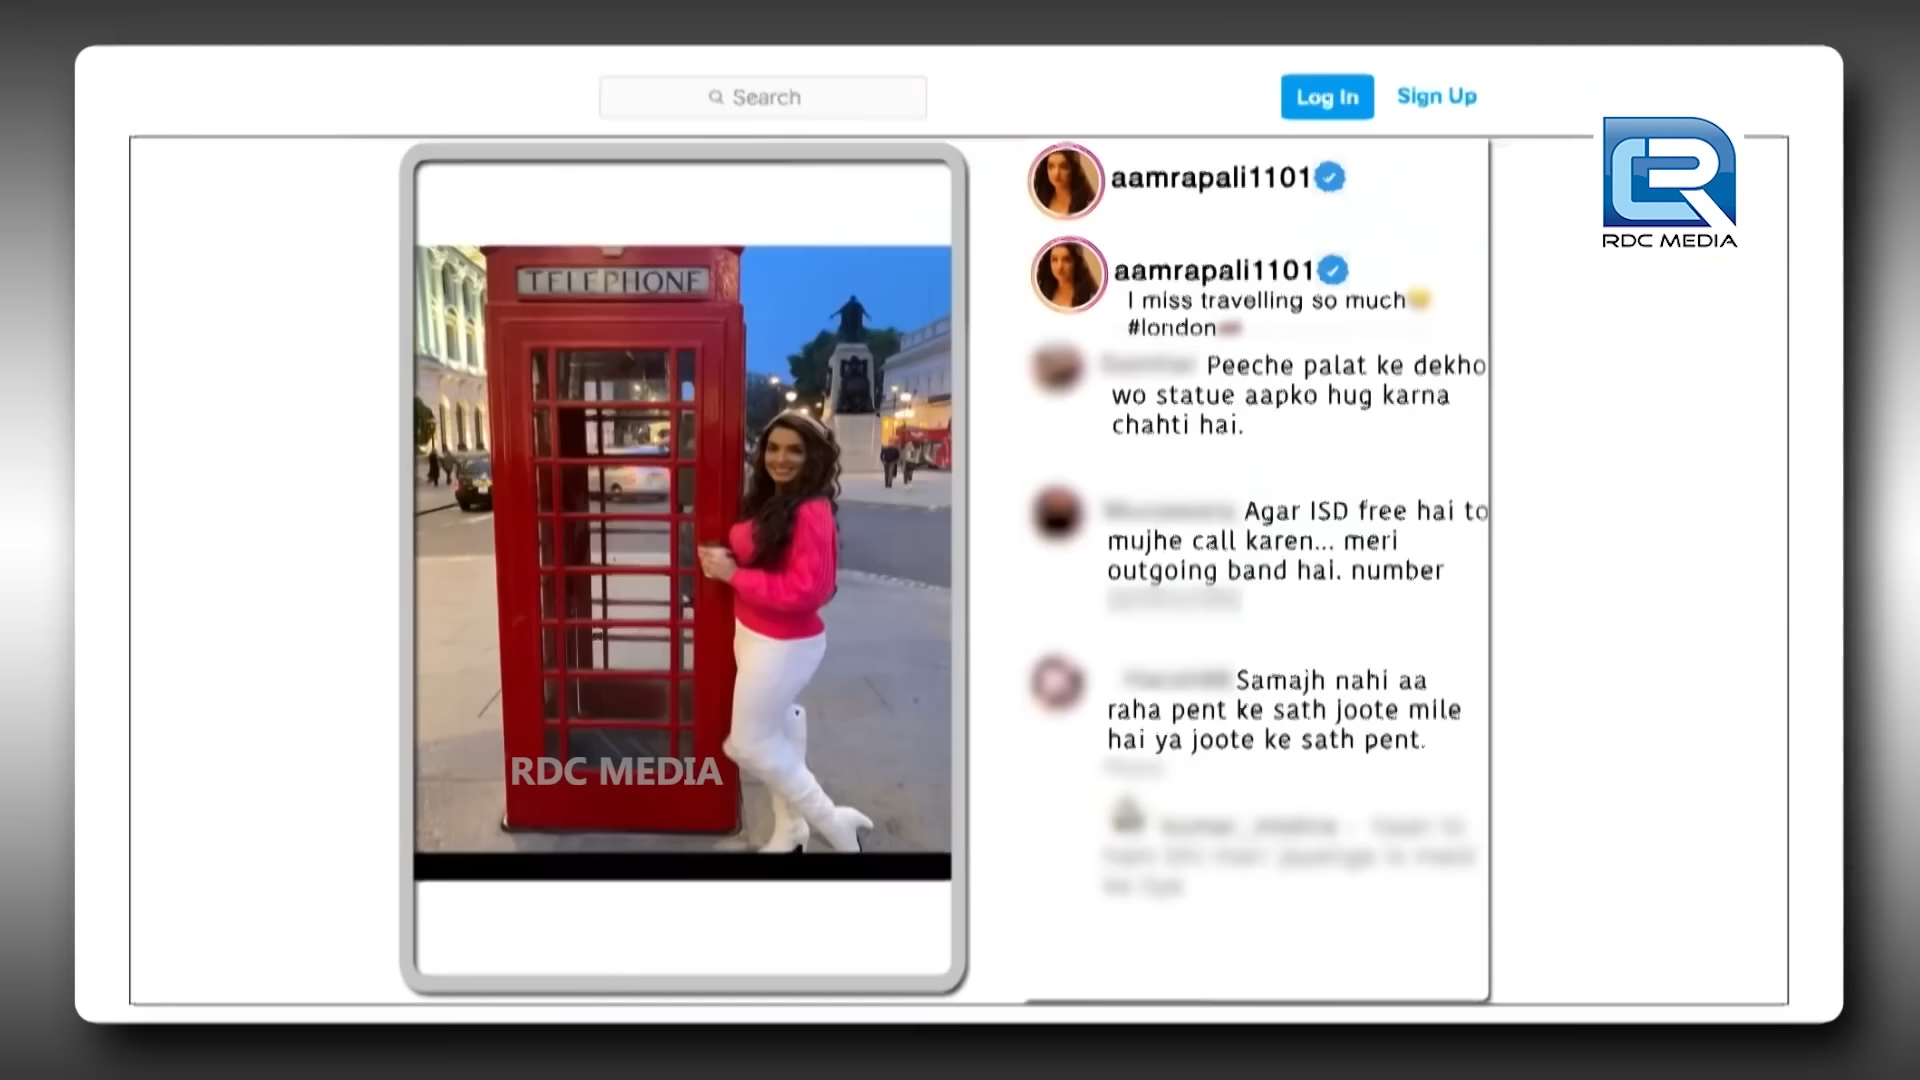 Search
Log In
Sign Up
RDC MEDIA
TELEPHONE
RDC MEDIA
aamrapali1101
aamrapali1101
I miss travelling so much
#london
Peeche palat ke dekho
wo statue aapko hug karna
chahti hai.
Agar ISD free hai to
mujhe call karen... meri
outgoing band hai. number
Samajh nahi aa
raha pent ke sath joote mile
hai ya joote ke sath pent.